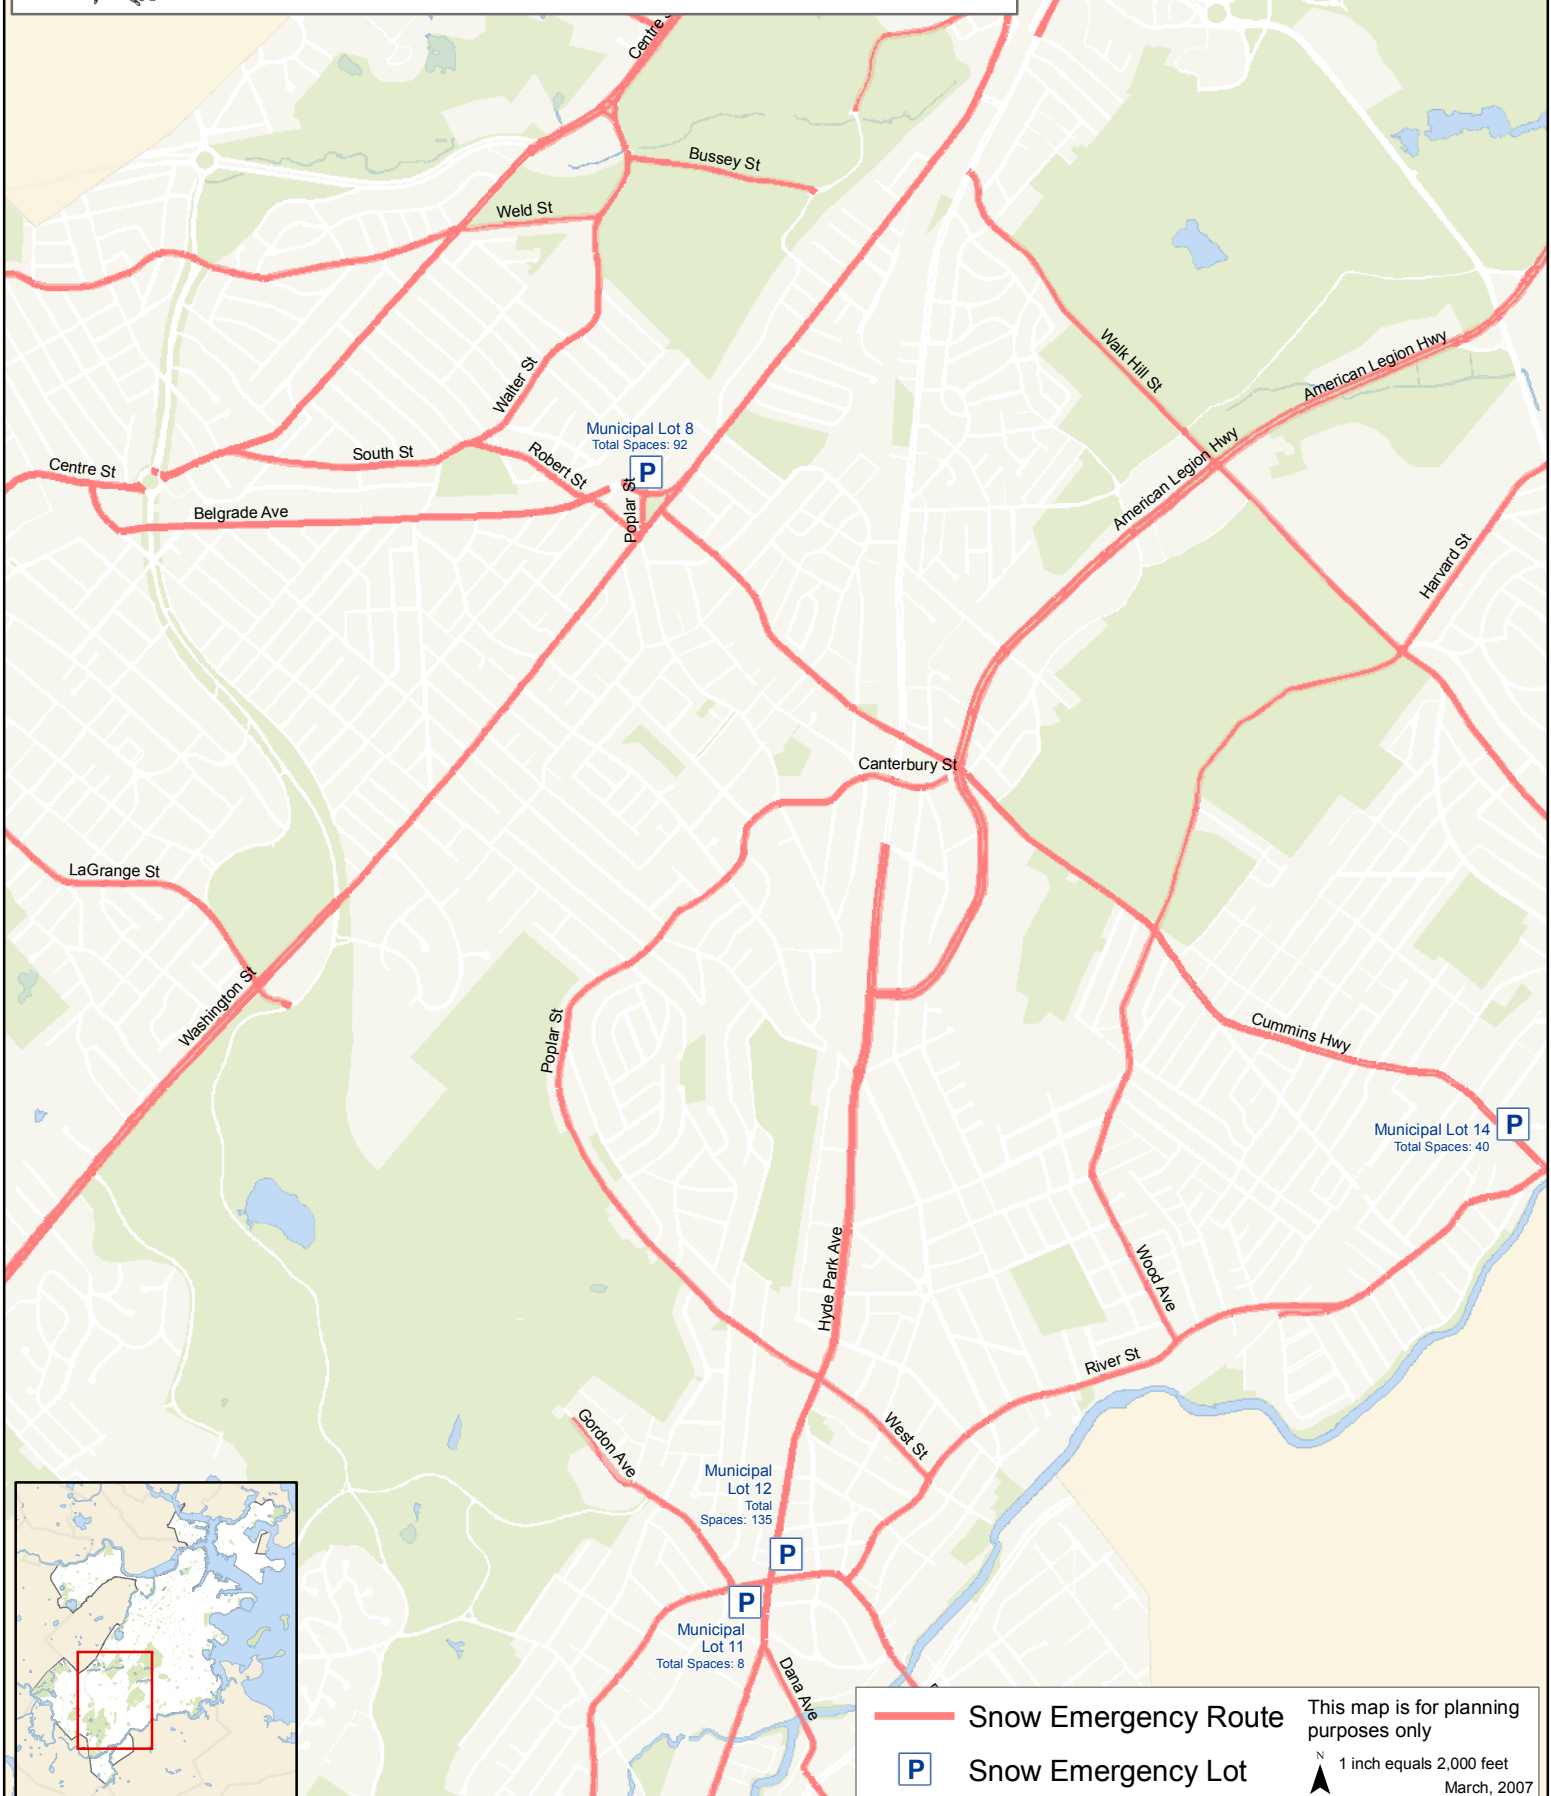 Centre
Bussey St
Weld St
Walk Hill St
American Legion Hwy
Walter St
Municipal Lot 8
Total Spaces: 92
P
South St
Robert St
Centre St
American Legion Hwy
Poplar St
Belgrade Ave
Harvard St
Canterbury St
LaGrange St
Washington St
Poplar St
Cummins Hwy
Municipal Lot 14
Total Spaces: 40
P
Hyde Park Ave
Wood Ave
River St
Gordon Ave
West St
Municipal
Lot 12
Total
Spaces: 135
P
P
Municipal
Lot 11
Total Spaces: 8
Dana Ave
Snow Emergency Route
This map is for planning
purposes only
P
Snow Emergency Lot
N
1 inch equals 2,000 feet
March, 2007